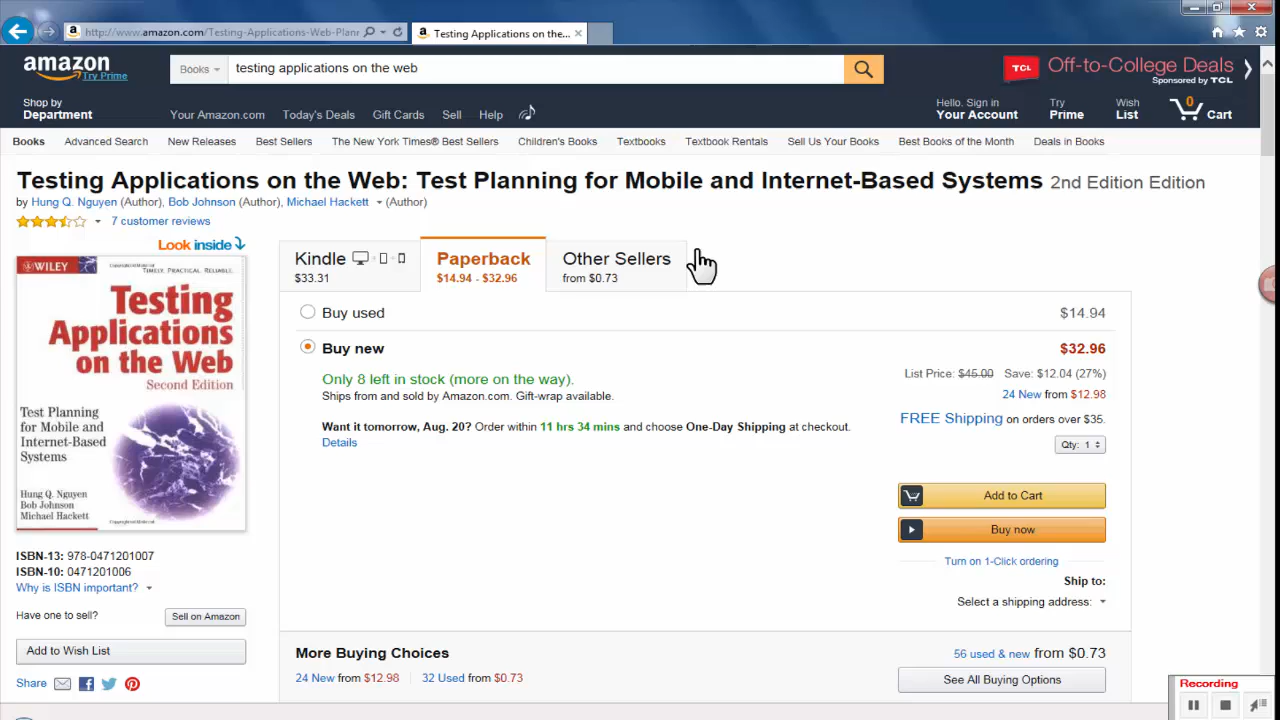 http://www.amazon.com/Testing-Applications-Web-Planr
Testing Applications on the...
amazon
Try Prime
Books
testing applications on the web
TCL
Off-to-College Deals
Sponsored by TCL
Shop by
Department
Your Amazon.com
Today's Deals
Gift Cards
Sell
Help
Hello. Sign in
Your Account
Try
Prime
Wish
List
0
Cart
Books
Advanced Search
New Releases
Best Sellers
The New York Times® Best Sellers
Children's Books
Textbooks
Textbook Rentals
Sell Us Your Books
Best Books of the Month
Deals in Books
Testing Applications on the Web: Test Planning for Mobile and Internet-Based Systems 2nd Edition Edition
by Hung Q. Nguyen (Author), Bob Johnson (Author), Michael Hackett (Author)
7 customer reviews
Look inside
WILEY
TIMELY. PRACTICAL. RELIABLE.
Testing
Applications
on the Web
Second Edition
Test Planning
for Mobile and
Internet-Based
Systems
Hung Q. Nguyen
Bob Johnson
Michael Hackett
ISBN-13: 978-0471201007
ISBN-10: 0471201006
Why is ISBN important?
Have one to sell?
Sell on Amazon
Add to Wish List
Share
Kindle
$33.31
Paperback
$14.94 - $32.96
Other Sellers
from $0.73
Buy used
$14.94
Buy new
$32.96
Only 8 left in stock (more on the way).
Ships from and sold by Amazon.com. Gift-wrap available.
Want it tomorrow, Aug. 20? Order within 11 hrs 34 mins and choose One-Day Shipping at checkout.
Details
List Price: $45.00 Save: $12.04 (27%)
24 New from $12.98
FREE Shipping on orders over $35.
Qty: 1
Add to Cart
Buy now
Turn on 1-Click ordering
Ship to:
Select a shipping address:
More Buying Choices
24 New from $12.98
32 Used from $0.73
56 used & new from $0.73
See All Buying Options
Recording